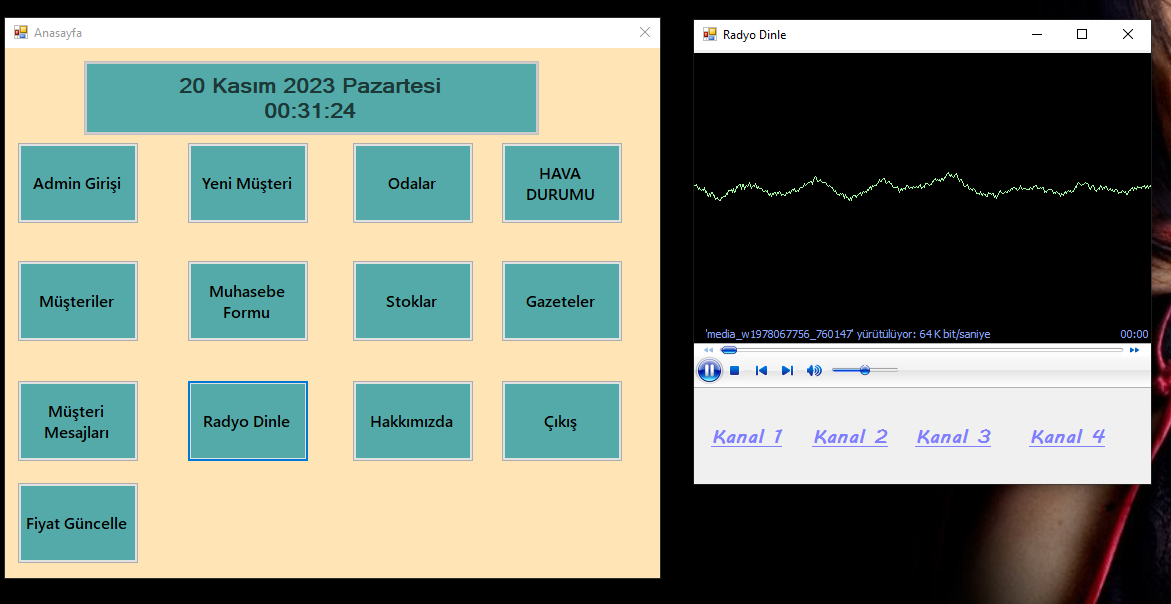 Anasayfa
20 Kasım 2023 Pazartesi
00:31:24
Admin Girişi
Yeni Müşteri
Odalar
HAVA
DURUMU
Müşteriler
Muhasebe
Formu
Stoklar
Gazeteler
Müşteri
Mesajları
Radyo Dinle
Hakkımızda
Çıkış
Fiyat Güncelle
Radyo Dinle
'media_w1978067756_760147' yürütülüyor: 64 K bit/saniye
00:00
Kanal 1
Kanal 2
Kanal 3
Kanal 4